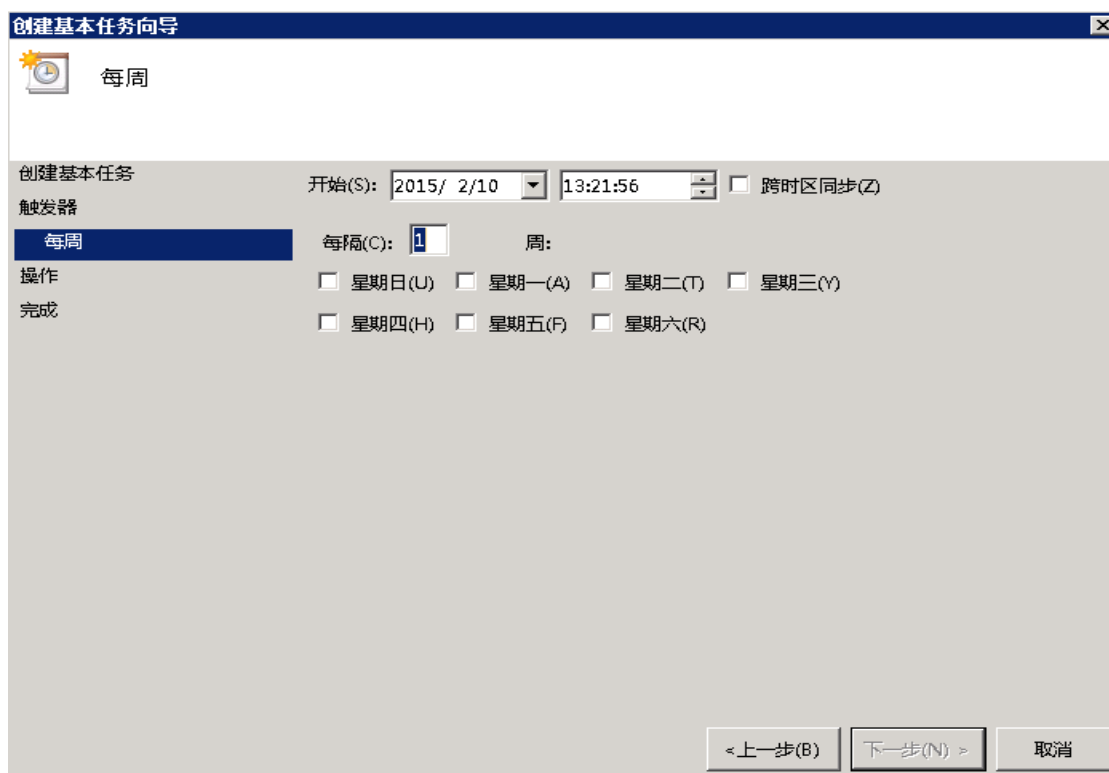 创建基本任务向导
每周
创建基本任务
触发器
每周
操作
完成
开始(S): 2015/ 2/10 13:21:56 跨时区同步(Z)
每隔(C): 1 周:
星期日(U) 星期一(A) 星期二(T) 星期三(Y)
星期四(H) 星期五(F) 星期六(R)
<上一步(B) 下一步(N) > 取消